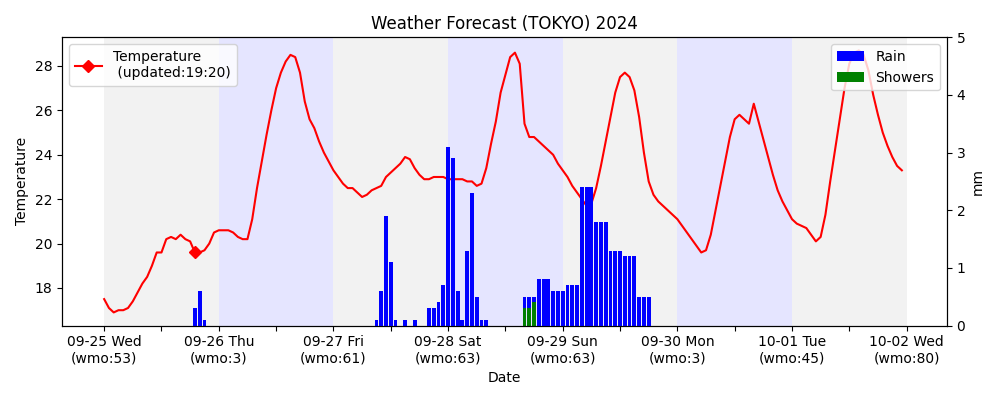 Weather Forecast (TOKYO) 2024
Temperature
(updated:19:20)
Rain
Showers
28
26
24
22
20
18
Temperature
5
4
3
2
1
0
mm
09-25 Wed
(wmo:53)
09-26 Thu
(wmo:3)
09-27 Fri
(wmo:61)
09-28 Sat
(wmo:63)
09-29 Sun
(wmo:63)
09-30 Mon
(wmo:3)
10-01 Tue
(wmo:45)
10-02 Wed
(wmo:80)
Date